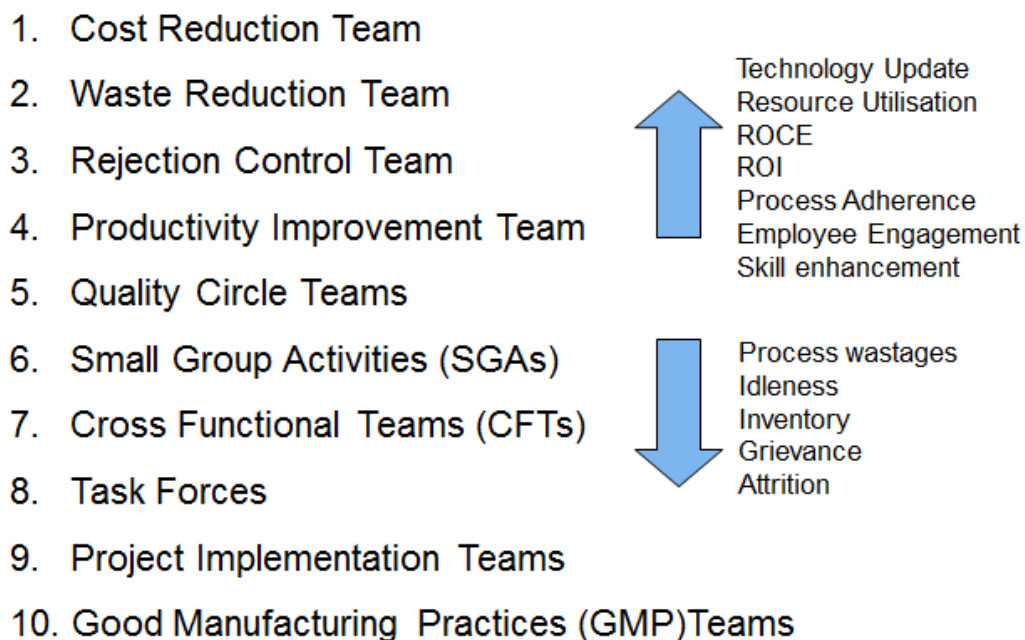 1. Cost Reduction Team
2. Waste Reduction Team
3. Rejection Control Team
4. Productivity Improvement Team
5. Quality Circle Teams
6. Small Group Activities (SGAs)
7. Cross Functional Teams (CFTs)
8. Task Forces
9. Project Implementation Teams
10. Good Manufacturing Practices (GMP)Teams
Technology Update
Resource Utilisation
ROCE
ROI
Process Adherence
Employee Engagement
Skill enhancement
Process wastages
Idleness
Inventory
Grievance
Attrition